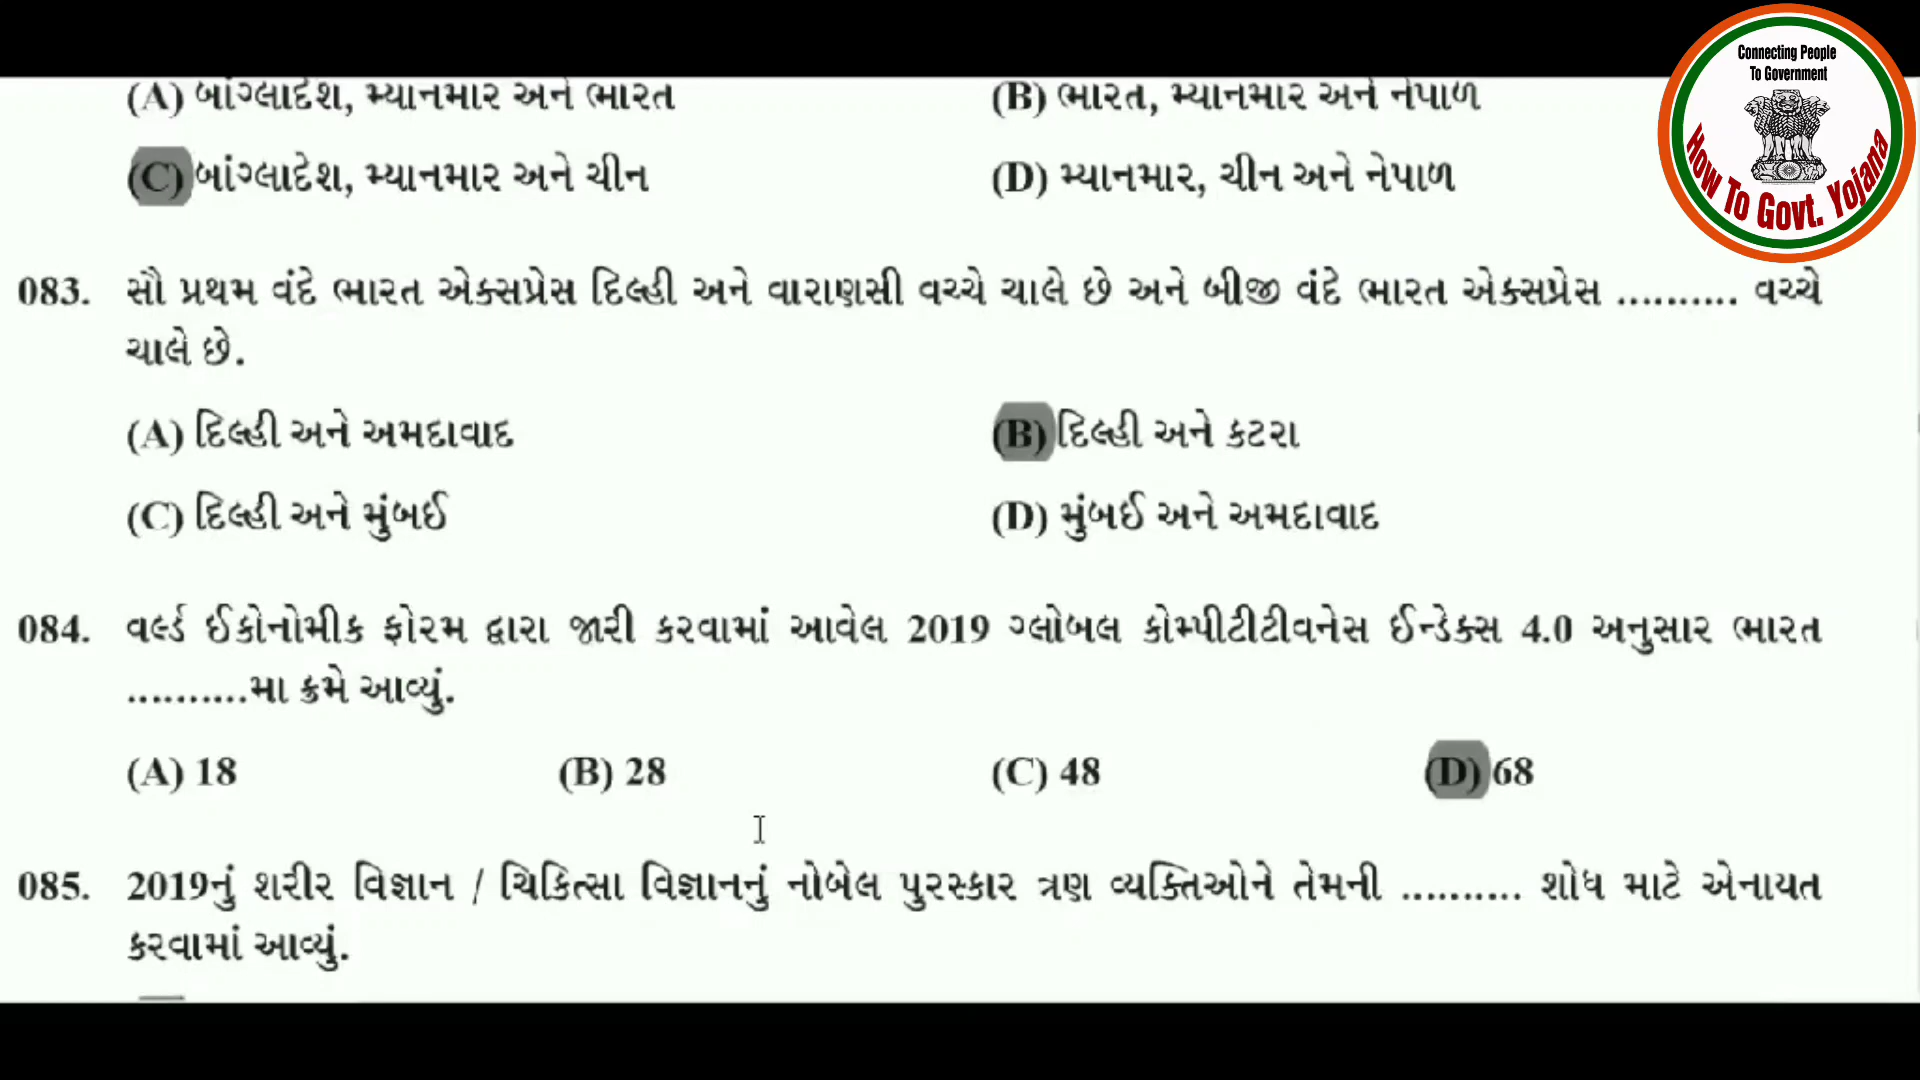 Connecting People
To Government
How To Govt. Yojana
(A) બાંગ્લાદેશ, મ્યાનમાર અને ભારત (B) ભારત, મ્યાનમાર અને નેપાળ
(C) બાંગ્લાદેશ, મ્યાનમાર અને ચીન (D) મ્યાનમાર, ચીન અને નેપાળ
083. સૌ પ્રથમ વંદે ભારત એક્સપ્રેસ દિલ્હી અને વારાણસી વચ્ચે ચાલે છે અને બીજી વંદે ભારત એક્સપ્રેસ .......... વચ્ચે
ચાલે છે.
(A) દિલ્હી અને અમદાવાદ (B) દિલ્હી અને કટરા
(C) દિલ્હી અને મુંબઈ (D) મુંબઈ અને અમદાવાદ
084. વર્લ્ડ ઈકોનોમીક ફોરમ દ્વારા જારી કરવામાં આવેલ 2019 ગ્લોબલ કોમ્પીટીટીવનેસ ઈન્ડેક્સ 4.0 અનુસાર ભારત
..........મા ક્રમે આવ્યું.
(A) 18 (B) 28 (C) 48 (D) 68
085. 2019નું શરીર વિજ્ઞાન / ચિકિત્સા વિજ્ઞાનનું નોબેલ પુરસ્કાર ત્રણ વ્યક્તિઓને તેમની .......... શોધ માટે એનાયત
કરવામાં આવ્યું.